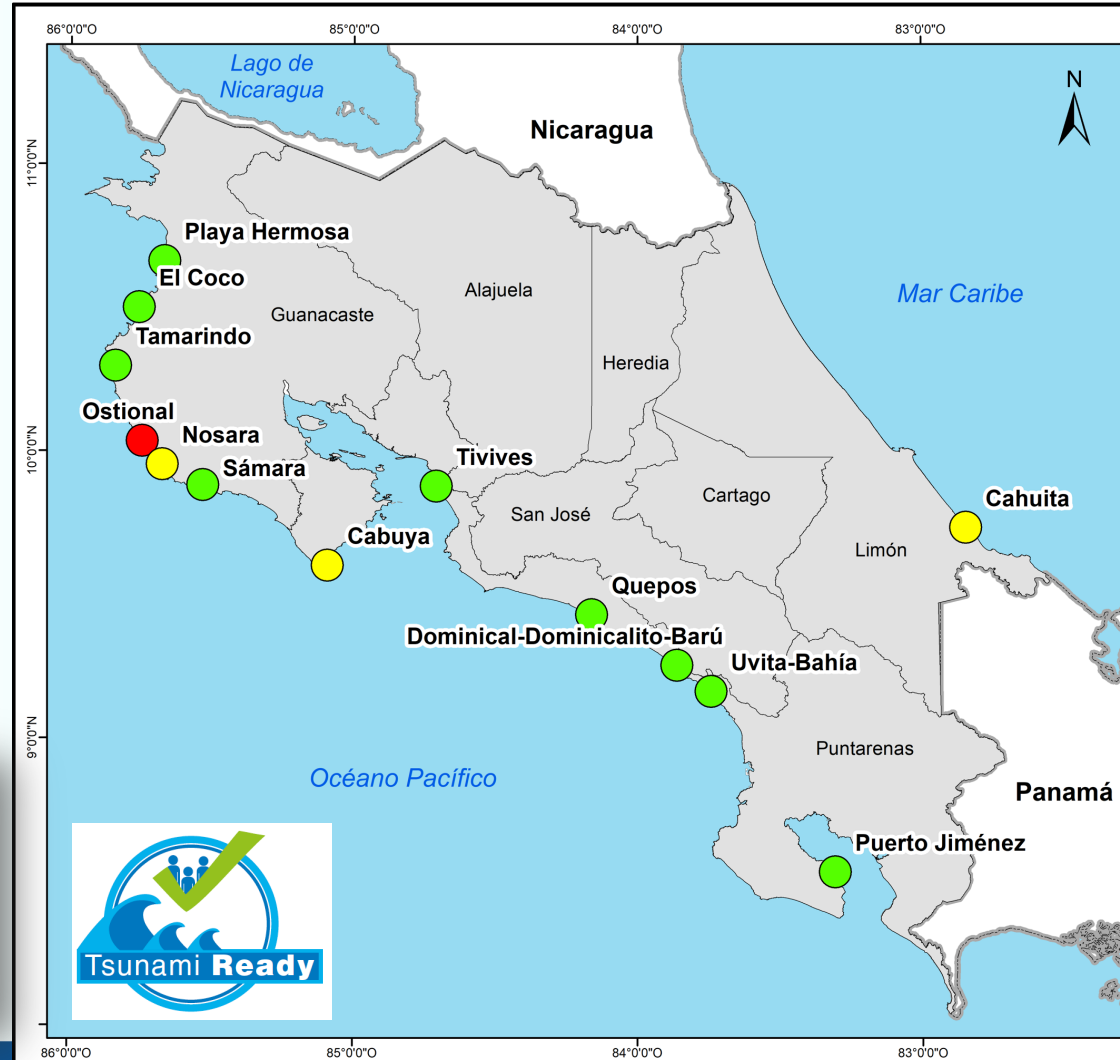 86°0'0"O
85°0'0"O
84°0'0"O
83°0'0"O
Lago de
Nicaragua
N
Nicaragua
11°0'0"N
Playa Hermosa
El Coco
Alajuela
Mar Caribe
Guanacaste
Tamarindo
Heredia
Ostional
Nosara
10°0'0"N
Sámara
Tivives
Cartago
Cahuita
San José
Cabuya
Limón
Quepos
Dominical-Dominicalito-Barú
Uvita-Bahía
9°0'0"N
Puntarenas
Océano Pacífico
Panamá
Puerto Jiménez
Tsunami Ready
86°0'0"O
85°0'0"O
84°0'0"O
83°0'0"O